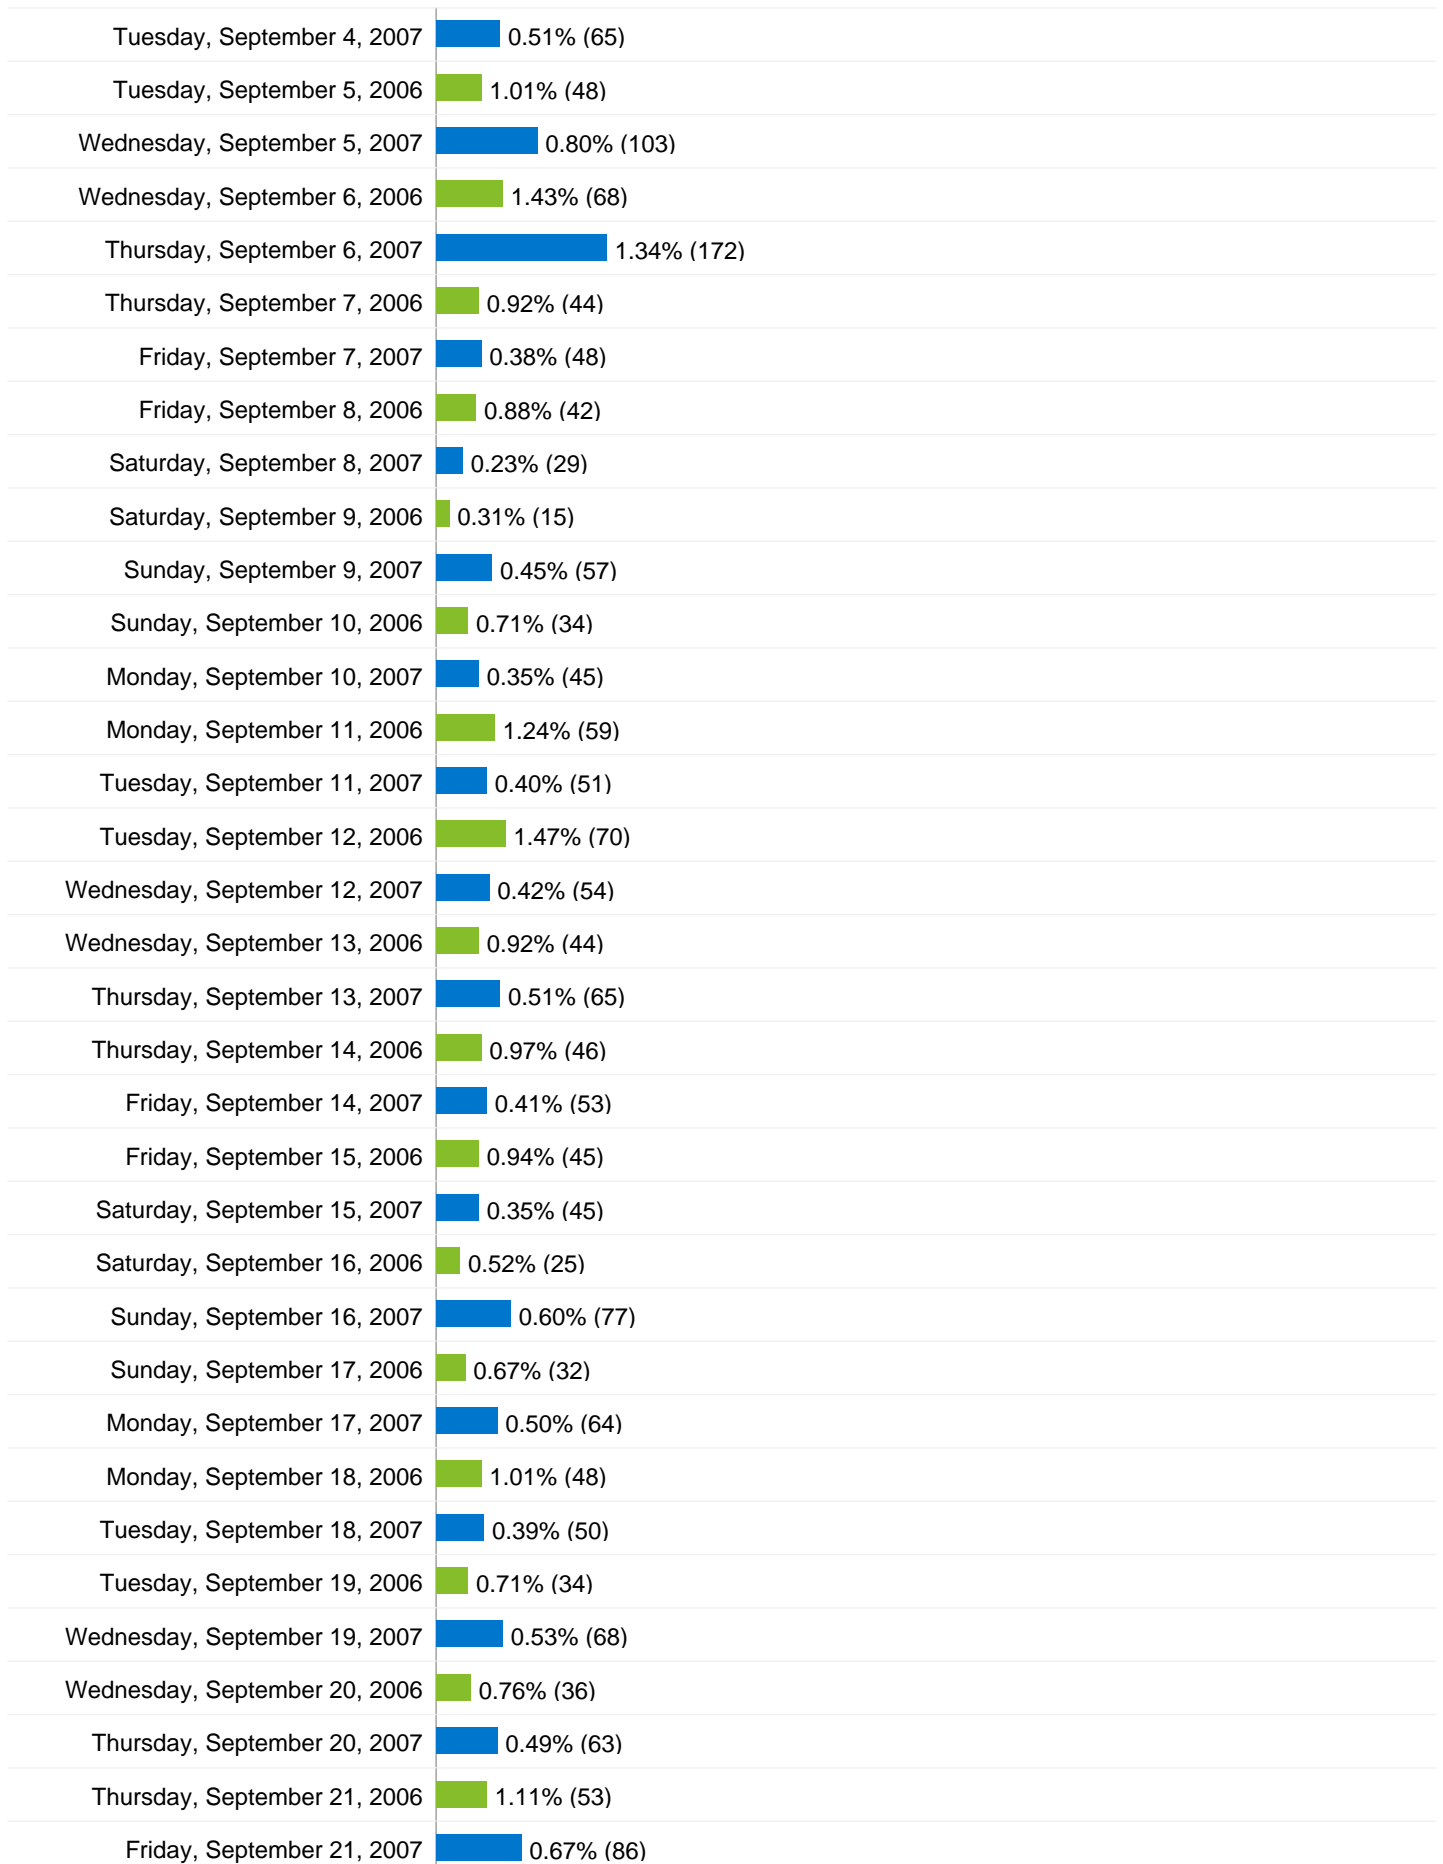 Tuesday, September 4, 2007 0.51% (65)
Tuesday, September 5, 2006 1.01% (48)
Wednesday, September 5, 2007 0.80% (103)
Wednesday, September 6, 2006 1.43% (68)
Thursday, September 6, 2007 1.34% (172)
Thursday, September 7, 2006 0.92% (44)
Friday, September 7, 2007 0.38% (48)
Friday, September 8, 2006 0.88% (42)
Saturday, September 8, 2007 0.23% (29)
Saturday, September 9, 2006 0.31% (15)
Sunday, September 9, 2007 0.45% (57)
Sunday, September 10, 2006 0.71% (34)
Monday, September 10, 2007 0.35% (45)
Monday, September 11, 2006 1.24% (59)
Tuesday, September 11, 2007 0.40% (51)
Tuesday, September 12, 2006 1.47% (70)
Wednesday, September 12, 2007 0.42% (54)
Wednesday, September 13, 2006 0.92% (44)
Thursday, September 13, 2007 0.51% (65)
Thursday, September 14, 2006 0.97% (46)
Friday, September 14, 2007 0.41% (53)
Friday, September 15, 2006 0.94% (45)
Saturday, September 15, 2007 0.35% (45)
Saturday, September 16, 2006 0.52% (25)
Sunday, September 16, 2007 0.60% (77)
Sunday, September 17, 2006 0.67% (32)
Monday, September 17, 2007 0.50% (64)
Monday, September 18, 2006 1.01% (48)
Tuesday, September 18, 2007 0.39% (50)
Tuesday, September 19, 2006 0.71% (34)
Wednesday, September 19, 2007 0.53% (68)
Wednesday, September 20, 2006 0.76% (36)
Thursday, September 20, 2007 0.49% (63)
Thursday, September 21, 2006 1.11% (53)
Friday, September 21, 2007 0.67% (86)